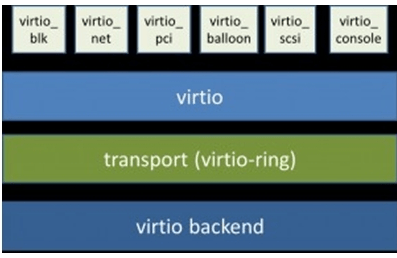 virtio_ virtio_ virtio_ virtio_ virtio_ virtio_
blk net pci balloon scsi console
virtio
transport (virtio-ring)
virtio backend